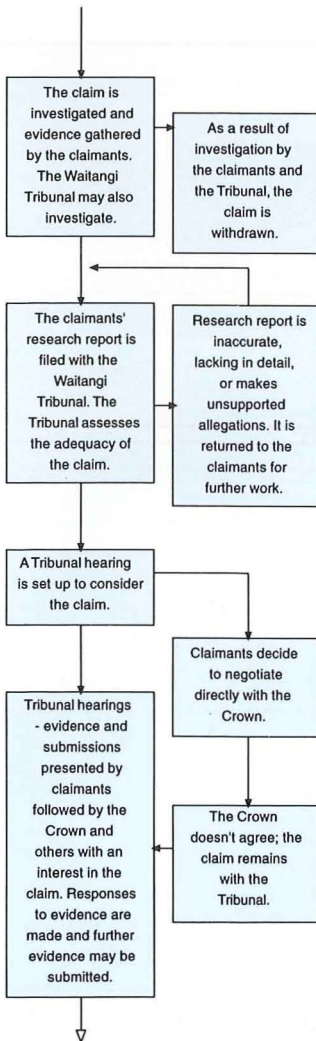 The claim is
investigated and
evidence gathered
by the claimants.
The Waitangi
Tribunal may also
investigate.
As a result of
investigation by
the claimants and
the Tribunal, the
claim is
withdrawn.
The claimants'
research report is
filed with the
Waitangi
Tribunal. The
Tribunal assesses
the adequacy of
the claim.
Research report is
inaccurate,
lacking in detail,
or makes
unsupported
allegations. It is
returned to the
claimants for
further work.
A Tribunal hearing
is set up to consider
the claim.
Claimants decide
to negotiate
directly with the
Crown.
Tribunal hearings
- evidence and
submissions
presented by
claimants
followed by the
Crown and
others with an
interest in the
claim. Responses
to evidence are
made and further
evidence may be
submitted.
The Crown
doesn't agree; the
claim remains
with the
Tribunal.